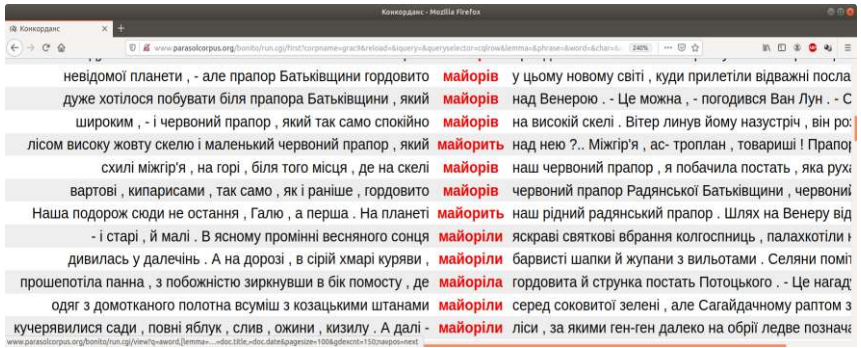 Конкорданс - Mozilla Firefox
Конкорданс × +
www.parasolcorpus.org/bonito/run.cgi/first?corpname=grac9&reload=&iquery=&queryselector=cqlrow&lemma=&phrase=&word=&char= 240%
невідомої планети , - але прапор Батьківщини гордовито майорів у цьому новому світі , куди прилетіли відважні посла
дуже хотілося побувати біля прапора Батьківщини , який майорів над Венерою . - Це можна , - погодився Ван Лун . - С
широким , - і червоний прапор , який так само спокійно майорів на високій скелі . Вітер линув йому назустріч , він роз
лісом високу жовту скелю і маленький червоний прапор , який майорить над нею ?.. Міжгір'я , ас- троплан , товариші ! Прапор
схилі міжгір'я , на горі , біля того місця , де на скелі майорів наш червоний прапор , я побачила постать , яка руха
вартові , кипарисами , так само , як і раніше , гордовито майорів червоний прапор Радянської Батьківщини , червоний
Наша подорож сюди не остання , Галю , а перша . На планеті майорить наш рідний радянський прапор . Шлях на Венеру від
- і старі , й малі . В ясному промінні весняного сонця майоріли яскраві святкові вбрання колгоспниць , палахкотіли
дивилась у далечінь . А на дорозі , в сірій хмарі куряви , майоріли барвисті шапки й жупани з вильотами . Селяни поміт
прошепотіла панна , з побожністю зиркнувши в бік помосту , де майоріла гордовита й струнка постать Потоцького . - Це нагад
одяг з домотканого полотна всуміш з козацькими штанами майоріли серед соковитої зелені , але Сагайдачному раптом з
кучерявилися сади , повні яблук , слив , ожини , кизилу . А далі - майоріли ліси , за якими ген-ген далеко на обрії ледве познача
www.parasolcorpus.org/bonito/run.cgi/view?q=aword,[lemma=...=doc.title,=doc.date&pagesize=100&gdexcnt=150;navpos=next